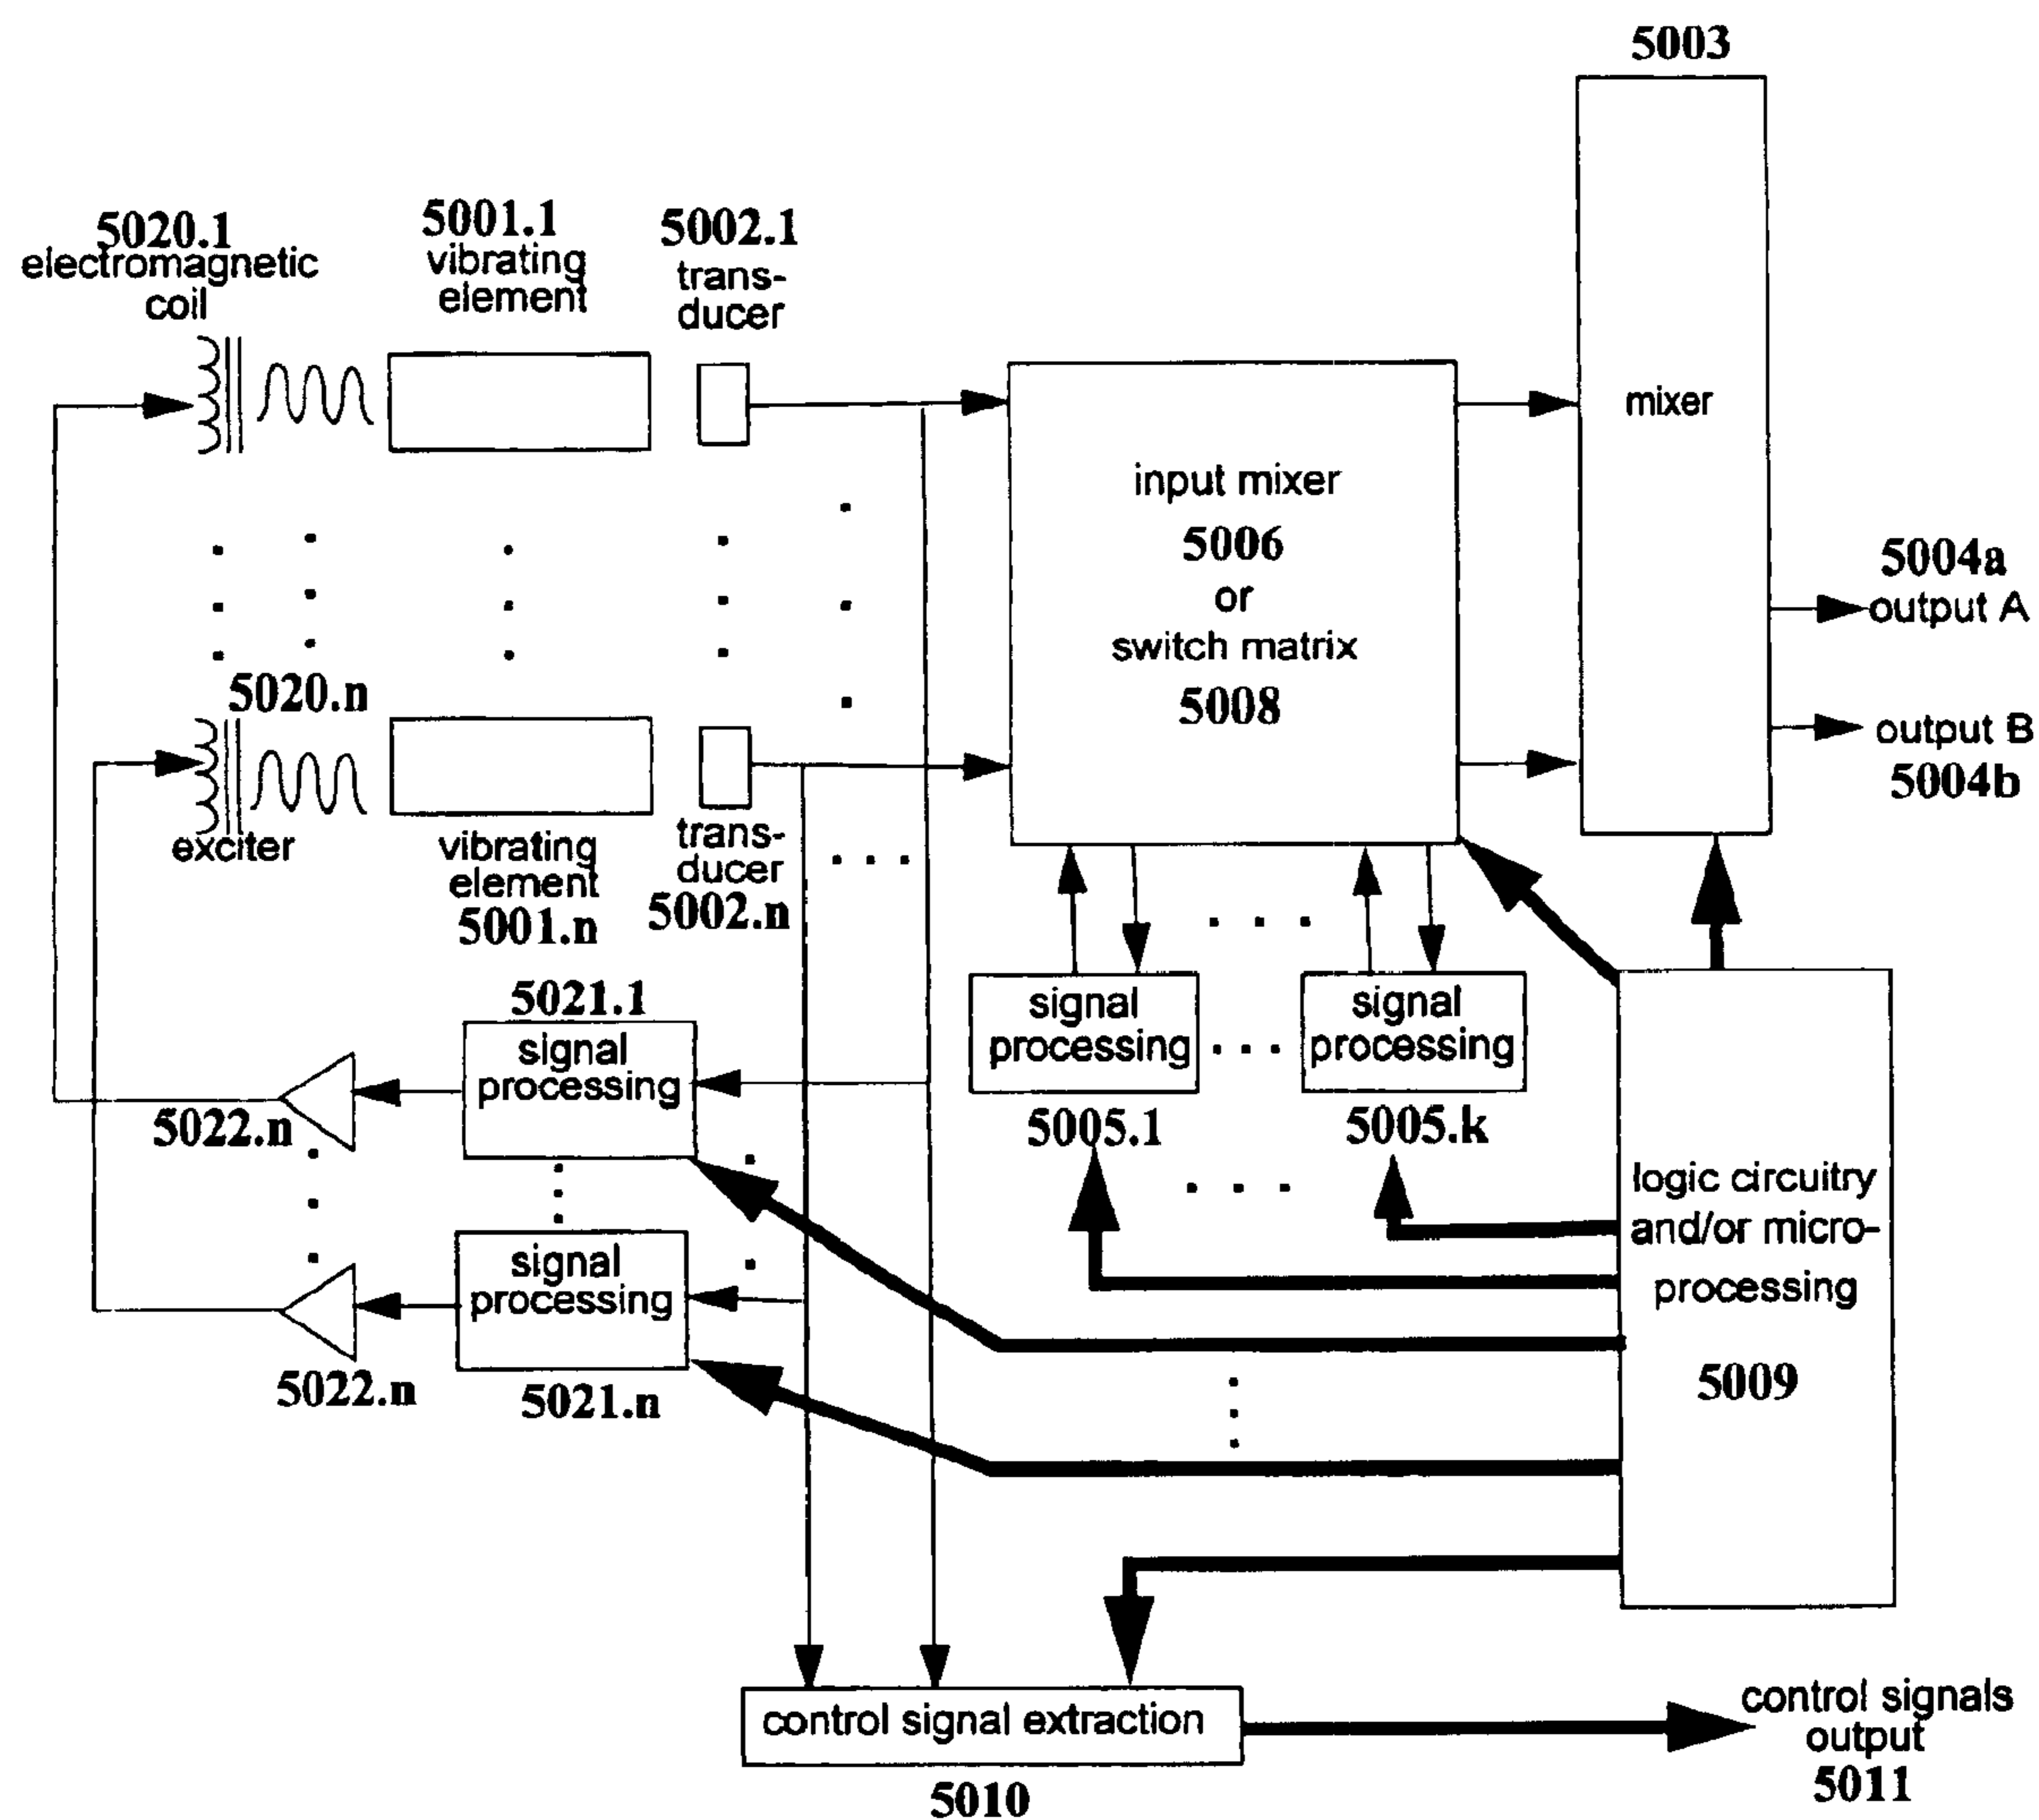 5003
5020.1
electromagnetic
coil
5001.1
vibrating
element
5002.1
trans-
ducer
mixer
input mixer
5006
or
switch matrix
5008
5004a
output A
output B
5004b
5020.n
exciter
vibrating
element
5001.n
trans-
ducer
5002.n
signal
processing
5005.1
signal
processing
5005.k
5021.1
signal
processing
5022.n
signal
processing
5022.n
5021.n
logic circuitry
and/or micro-
processing
5009
control signal extraction
5010
control signals
output
5011